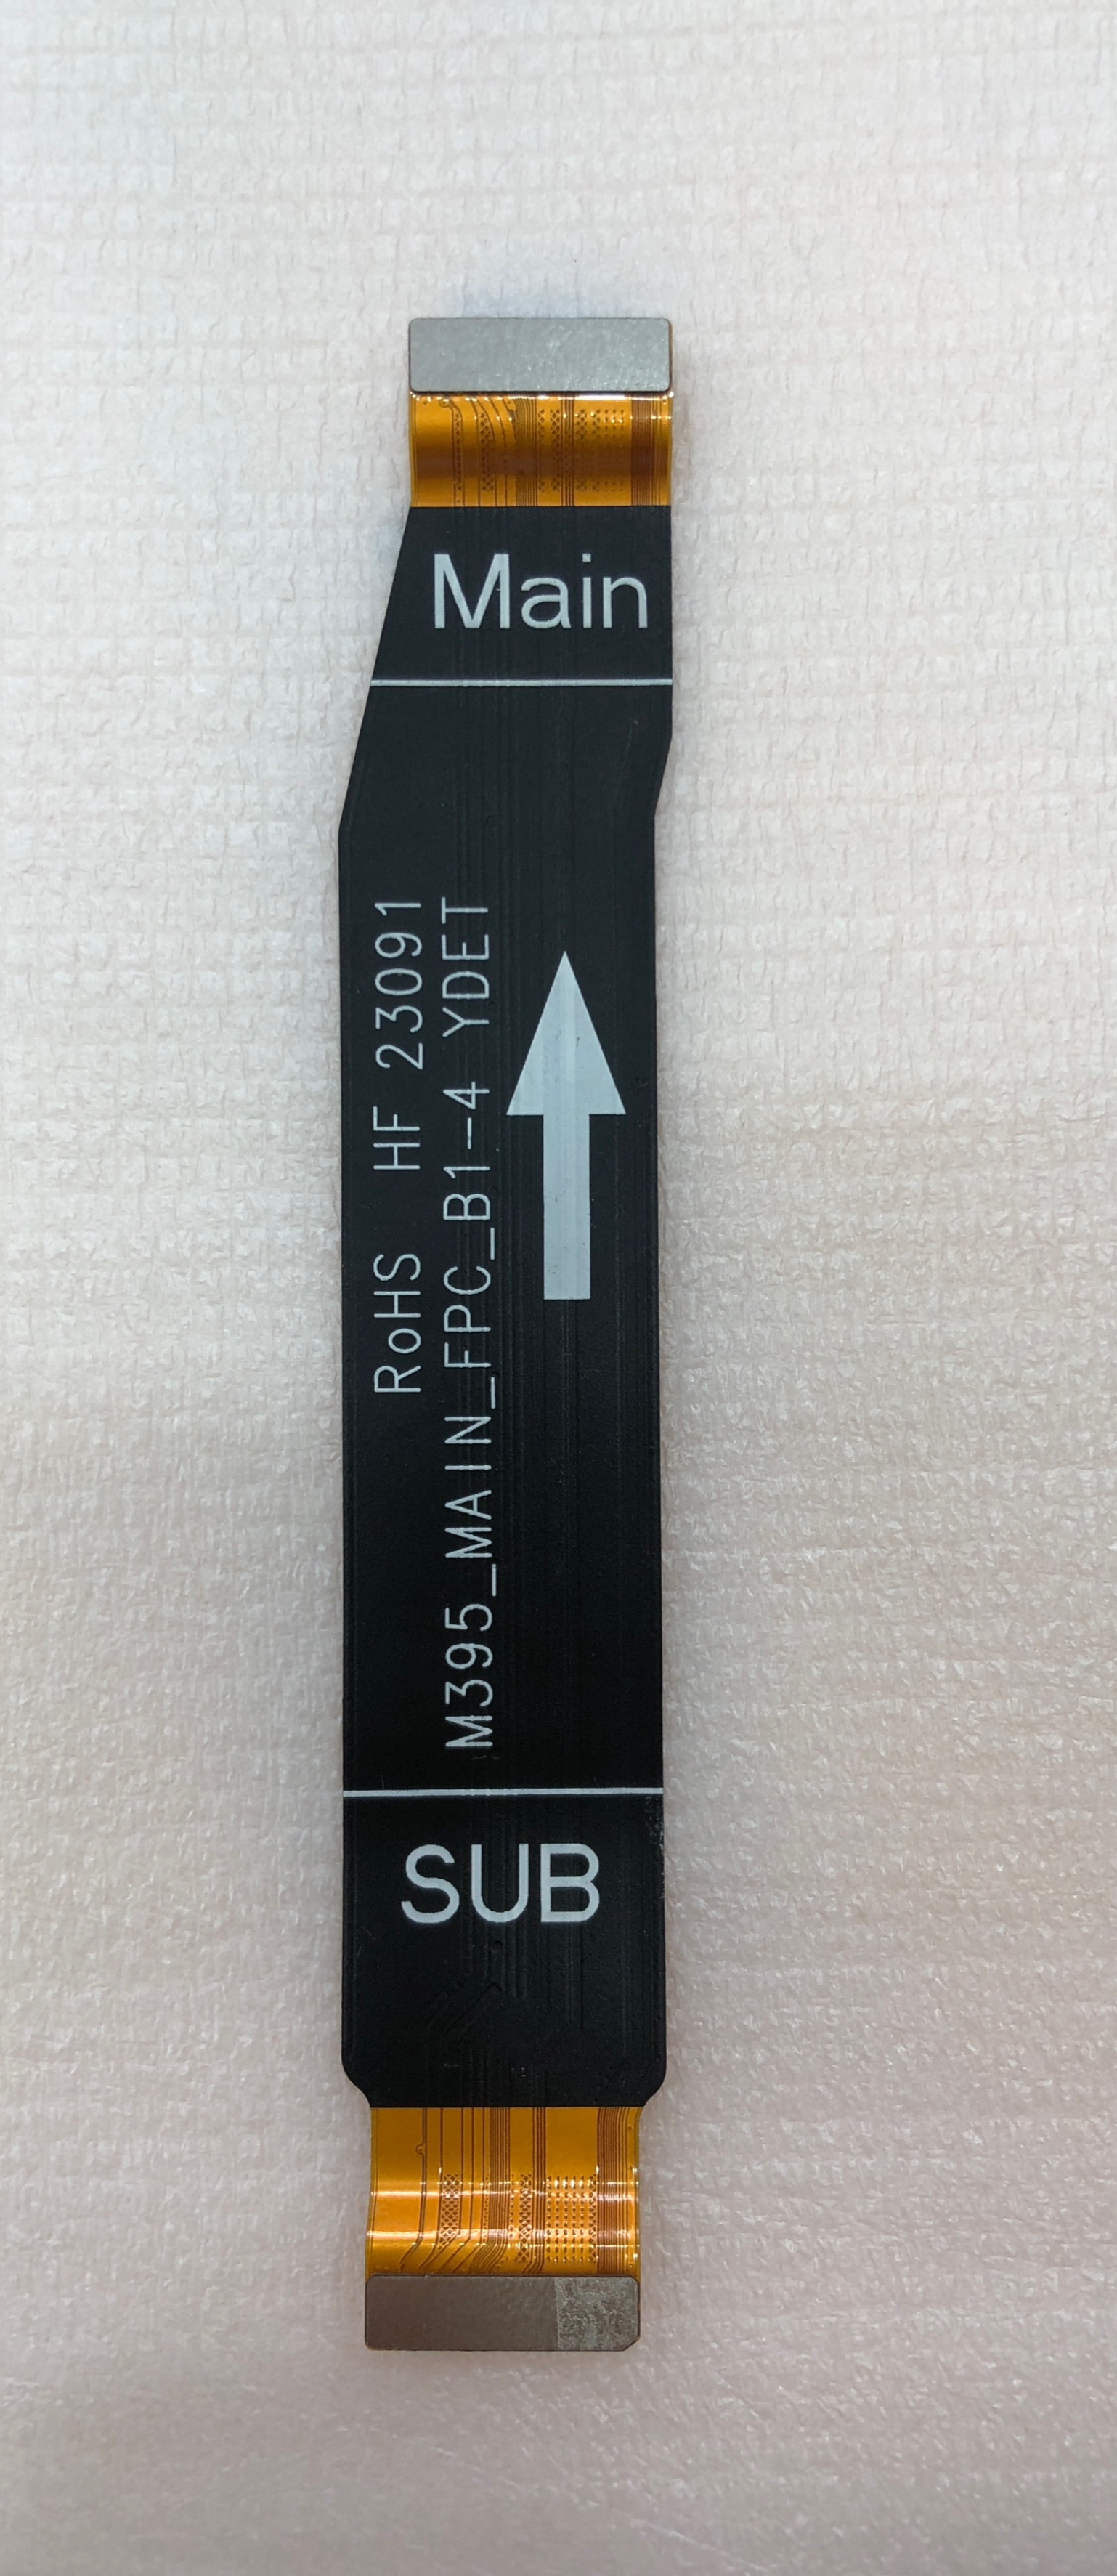 Main
RoHS HF 23091
M395_MAIN_FPC_B1-4 YDET
SUB